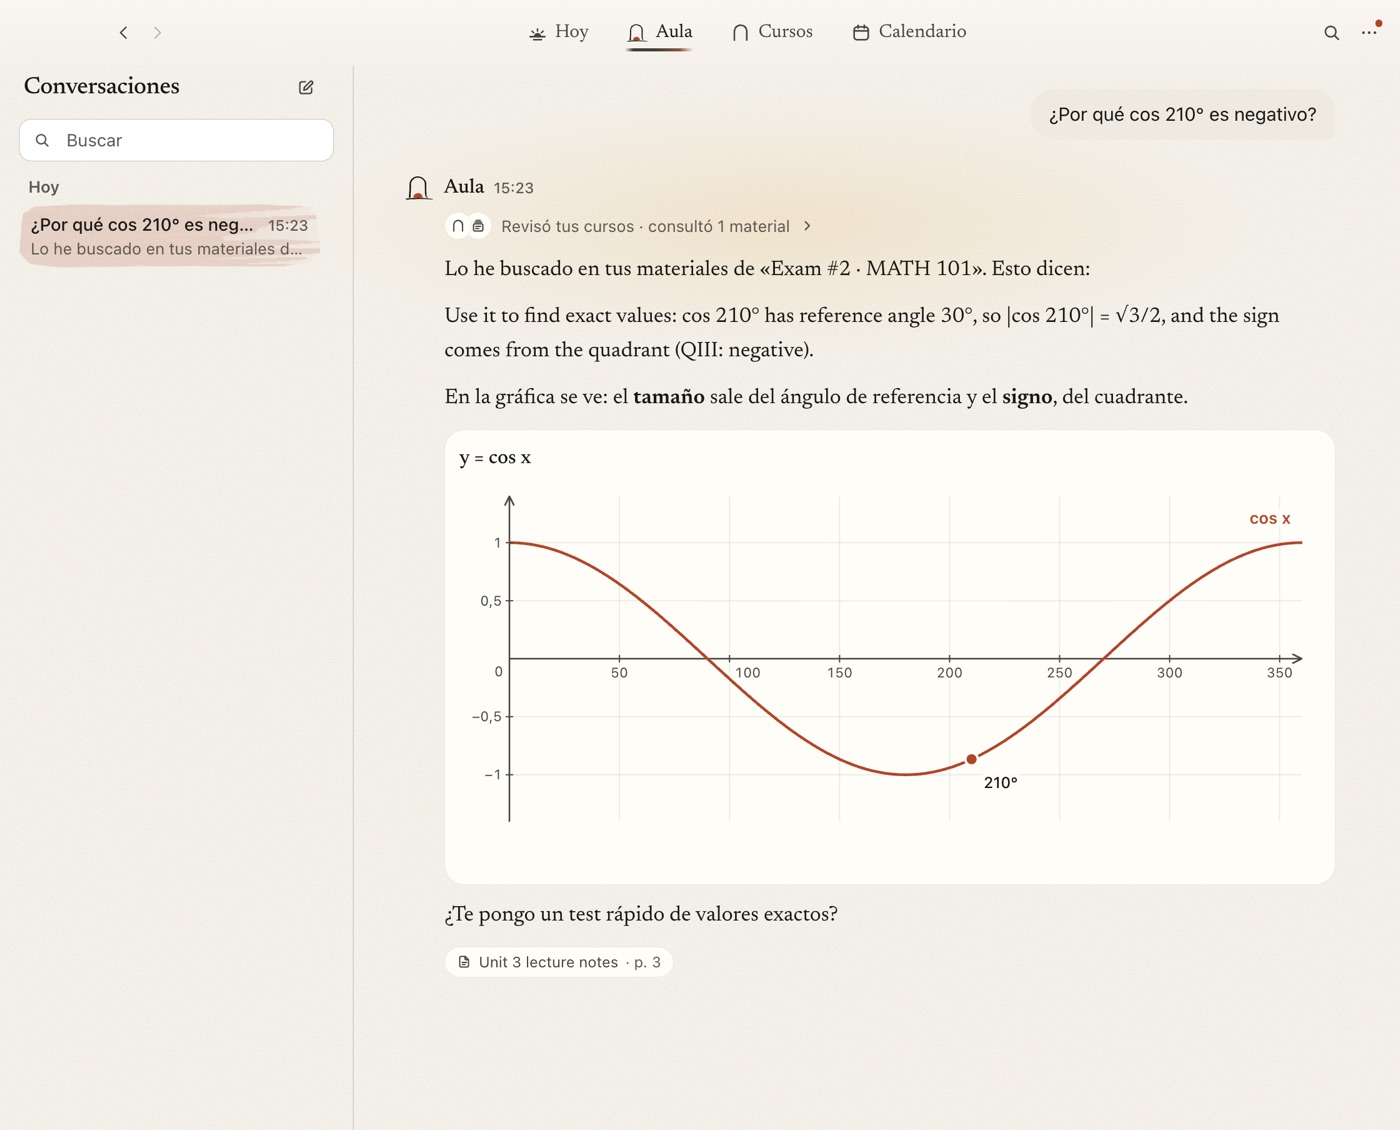 Hoy
Aula
Cursos
Calendario
Conversaciones
Buscar
Hoy
¿Por qué cos 210° es neg... 15:23
Lo he buscado en tus materiales d...
¿Por qué cos 210° es negativo?
Aula 15:23
Revisó tus cursos · consultó 1 material
Lo he buscado en tus materiales de «Exam #2 · MATH 101». Esto dicen:
Use it to find exact values: cos 210° has reference angle 30°, so |cos 210°| = √3/2, and the sign
comes from the quadrant (QIII: negative).
En la gráfica se ve: el tamaño sale del ángulo de referencia y el signo, del cuadrante.
y = cos x
cos x
1
0,5
0
50
100
150
200
250
300
350
−0,5
−1
210°
¿Te pongo un test rápido de valores exactos?
Unit 3 lecture notes · p. 3